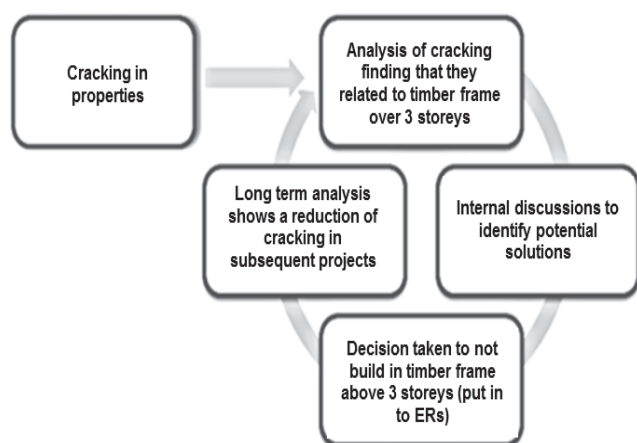 Cracking in
properties
Analysis of cracking
finding that they
related to timber frame
over 3 storeys
Internal discussions to
identify potential
solutions
Decision taken to not
build in timber frame
above 3 storeys (put in
to ERs)
Long term analysis
shows a reduction of
cracking in
subsequent projects